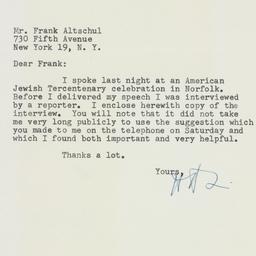 Mr. Frank Altschul
730 Fifth Avenue
New York 19, N. Y.
Dear Frank:
I spoke last night at an American
Jewish Tercentenary celebration in Norfolk.
Before I delivered my speech I was interviewed
by a reporter. I enclose herewith copy of the
interview. You will note that it did not take
me very long publicly to use the suggestion which
you made to me on the telephone on Saturday and
which I found both important and very helpful.
Thanks a lot.
Yours,